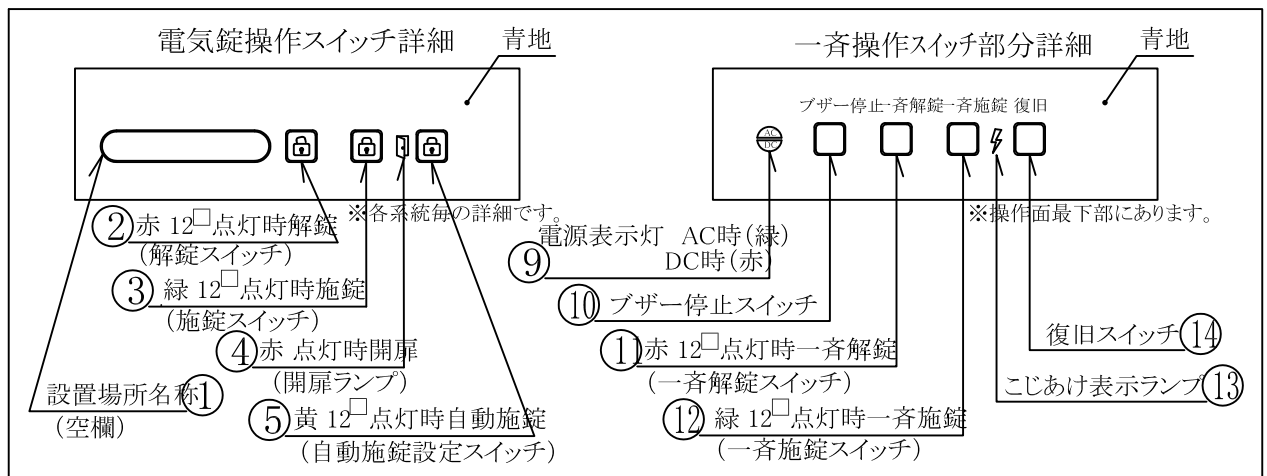 電気錠操作スイッチ詳細
青地
※各系統毎の詳細です。
② 赤 12□点灯時解錠
(解錠スイッチ)
③ 緑 12□点灯時施錠
(施錠スイッチ)
④ 赤 点灯時開扉
(開扉ランプ)
設置場所名称 ①
(空欄)
⑤ 黄 12□点灯時自動施錠
(自動施錠設定スイッチ)
一斉操作スイッチ部分詳細
青地
ブザー停止 一斉解錠 一斉施錠 復旧
AC
DC
※操作面最下部にあります。
⑨ 電源表示灯 AC時(緑)
DC時(赤)
⑩ ブザー停止スイッチ
⑪ 赤 12□点灯時一斉解錠
(一斉解錠スイッチ)
⑫ 緑 12□点灯時一斉施錠
(一斉施錠スイッチ)
復旧スイッチ ⑭
こじあけ表示ランプ ⑬